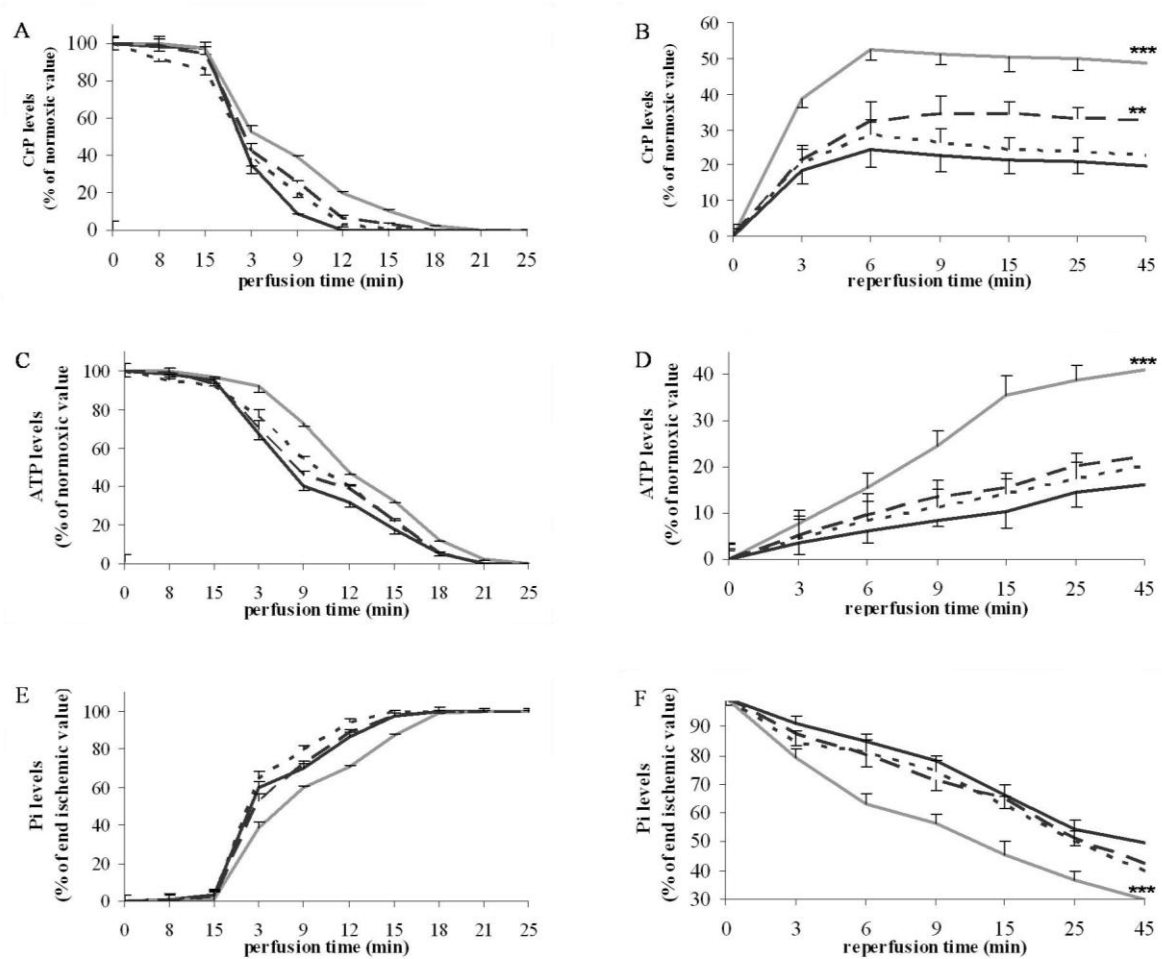 A
CrP levels
(% of normoxic value)
100
80
60
40
20
0
0 8 15 3 9 12 15 18 21 25
perfusion time (min)
B
CrP levels
(% of normoxic value)
60
50
40
30
20
10
0
***
**
0 3 6 9 15 25 45
reperfusion time (min)
C
ATP levels
(% of normoxic value
100
80
60
40
20
0
0 8 15 3 9 12 15 18 21 25
perfusion time (min)
D
ATP levels
(% of normoxic value
40
30
20
10
0
***
0 3 6 9 15 25 45
reperfusion time (min)
E
Pi levels
(% of end ischemic value)
100
80
60
40
20
0
0 8 15 3 9 12 15 18 21 25
perfusion time (min)
F
Pi levels
(% of end ischemic value)
90
80
70
60
50
40
30
***
0 3 6 9 15 25 45
reperfusion time (min)